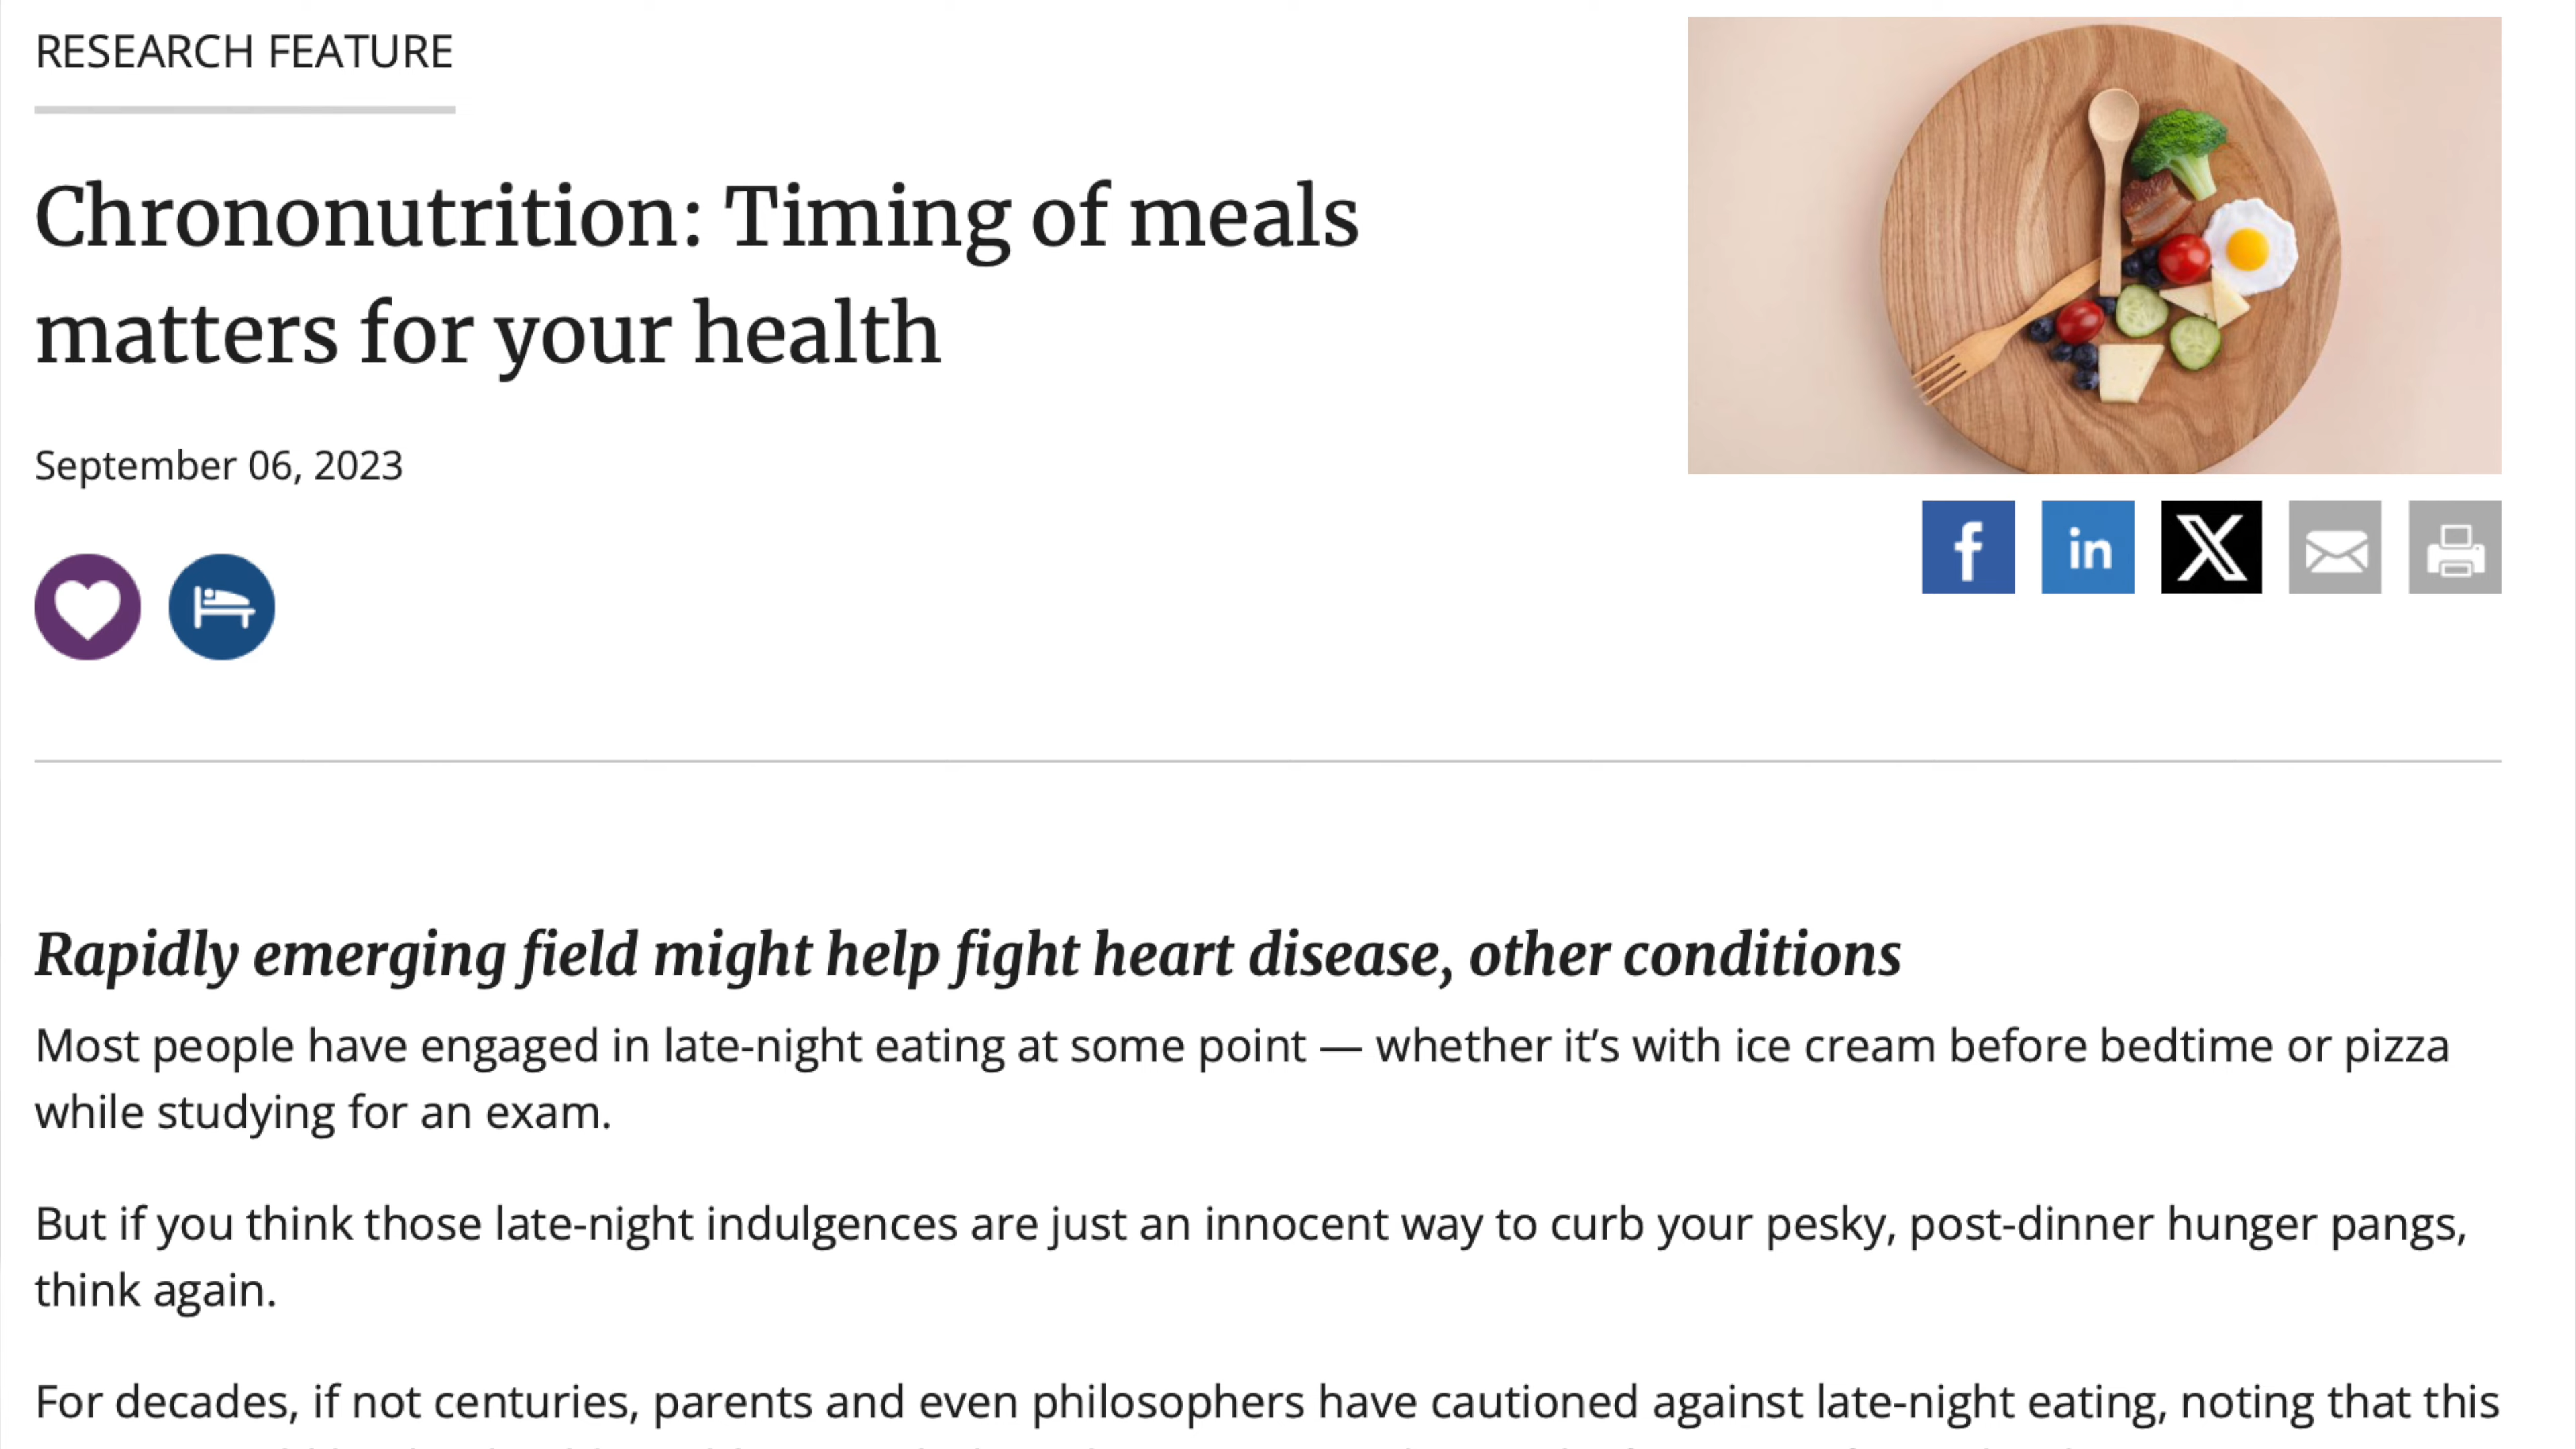 RESEARCH FEATURE
Chrononutrition: Timing of meals
matters for your health
September 06, 2023
f
in
X
Rapidly emerging field might help fight heart disease, other conditions
Most people have engaged in late-night eating at some point — whether it’s with ice cream before bedtime or pizza
while studying for an exam.
But if you think those late-night indulgences are just an innocent way to curb your pesky, post-dinner hunger pangs,
think again.
For decades, if not centuries, parents and even philosophers have cautioned against late-night eating, noting that this